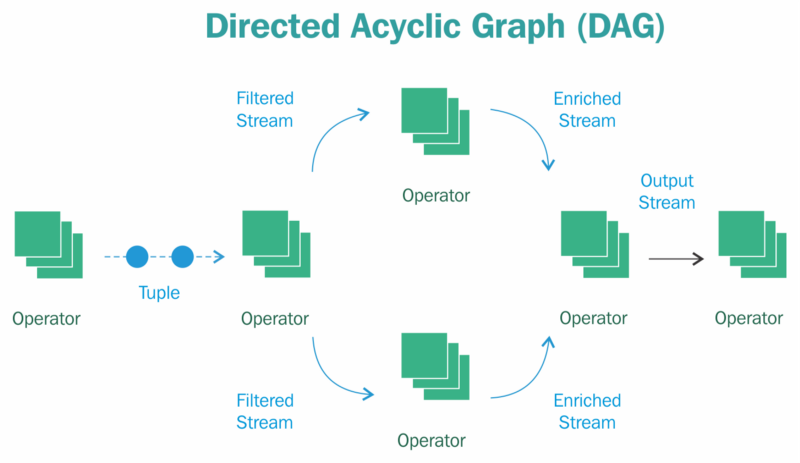 Directed Acyclic Graph (DAG)
Filtered
Stream
Enriched
Stream
Operator
Output
Stream
Tuple
Operator
Operator
Operator
Operator
Filtered
Stream
Enriched
Stream
Operator